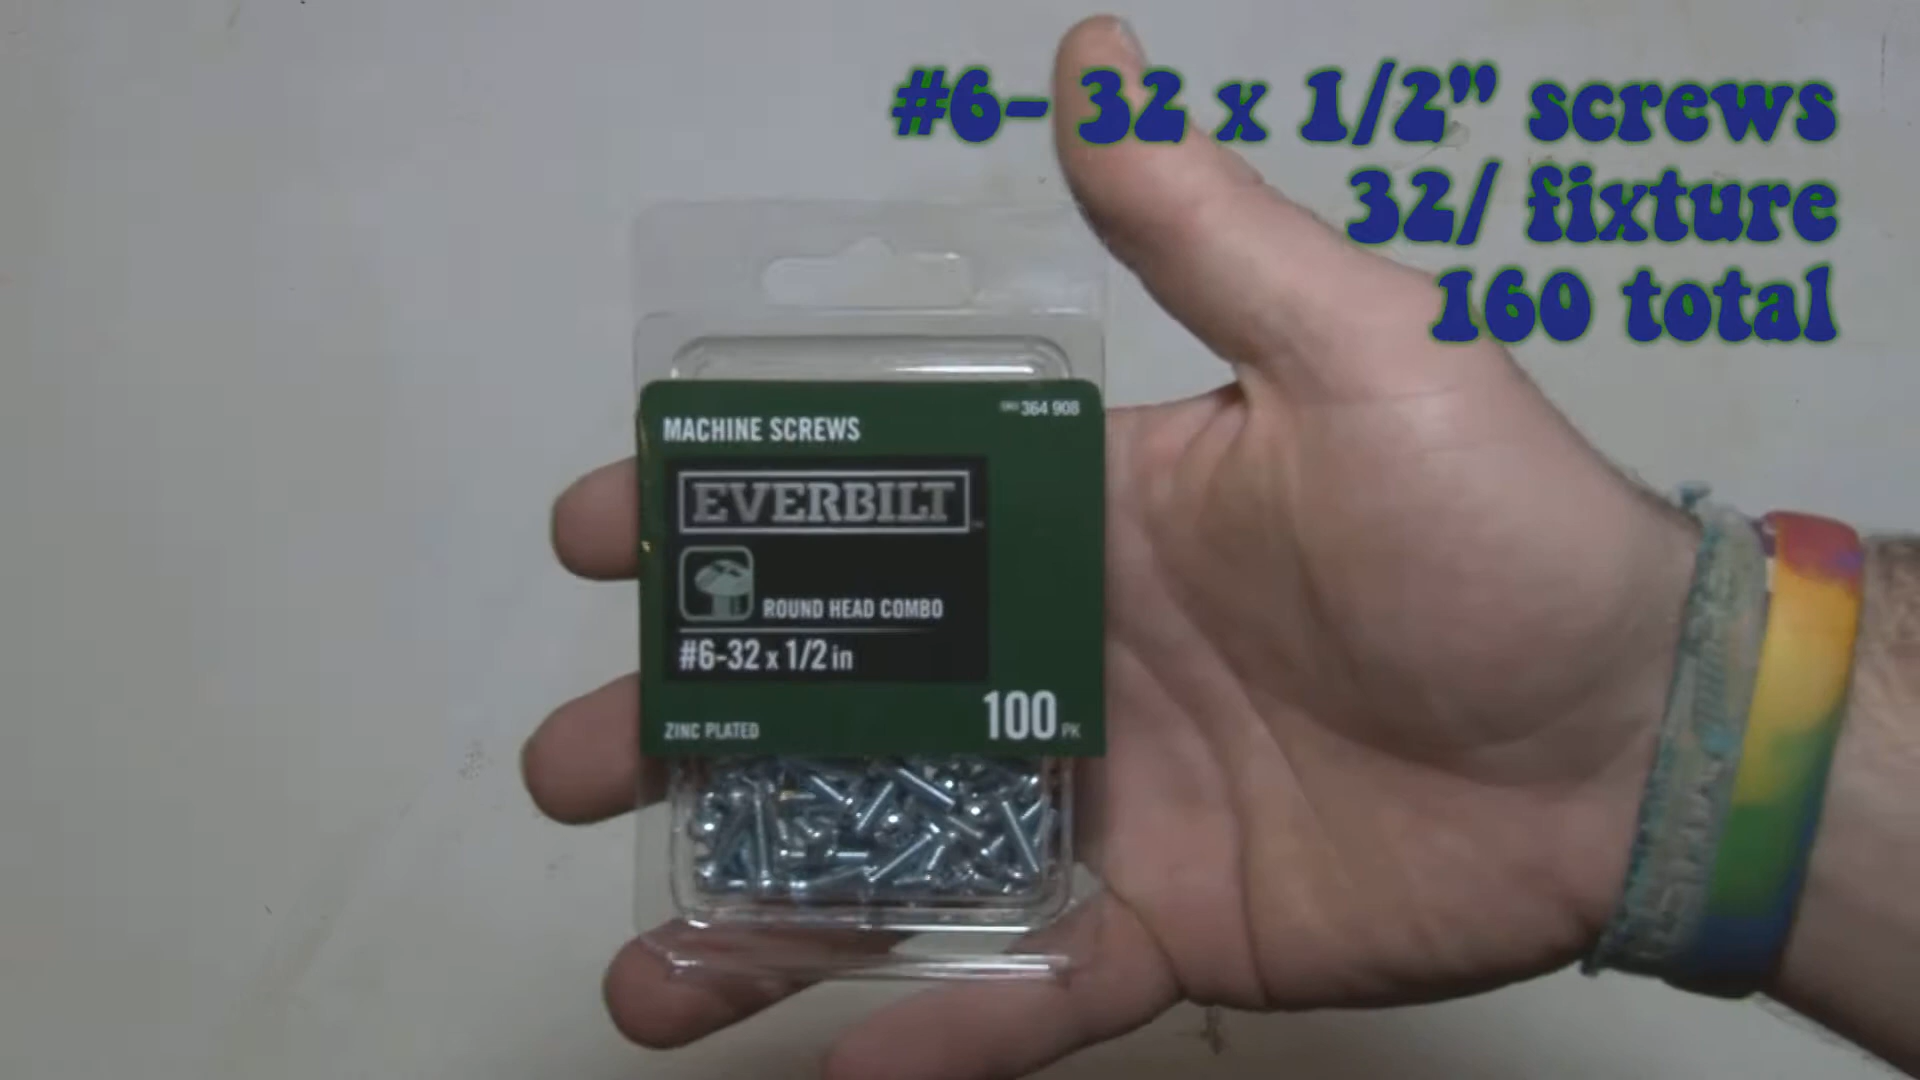 #6- 32 x 1/2” screws
32/ fixture
160 total
364 908
MACHINE SCREWS
EVERBILT
ROUND HEAD COMBO
#6-32 x 1/2 in
100 PK
ZINC PLATED